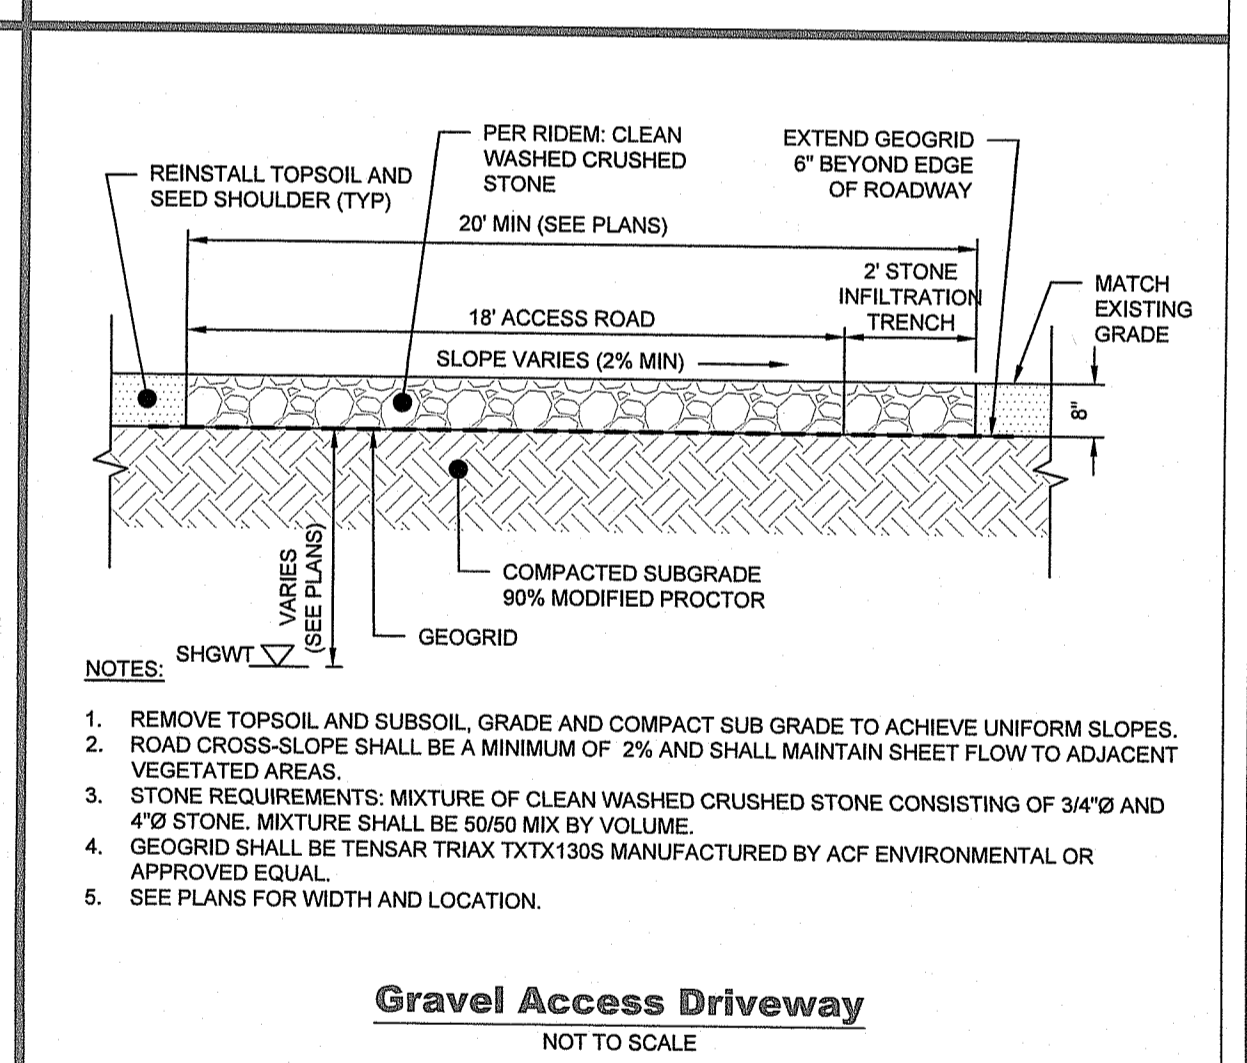 PER RIDEM: CLEAN
WASHED CRUSHED
STONE
EXTEND GEOGRID
6" BEYOND EDGE
OF ROADWAY
REINSTALL TOPSOIL AND
SEED SHOULDER (TYP)
20' MIN (SEE PLANS)
2' STONE
INFILTRATION
TRENCH
MATCH
EXISTING
GRADE
18' ACCESS ROAD
SLOPE VARIES (2% MIN)
8"
VARIES
(SEE PLANS)
COMPACTED SUBGRADE
90% MODIFIED PROCTOR
GEOGRID
SHGWT
NOTES:
1. REMOVE TOPSOIL AND SUBSOIL, GRADE AND COMPACT SUB GRADE TO ACHIEVE UNIFORM SLOPES.
2. ROAD CROSS-SLOPE SHALL BE A MINIMUM OF 2% AND SHALL MAINTAIN SHEET FLOW TO ADJACENT
VEGETATED AREAS.
3. STONE REQUIREMENTS: MIXTURE OF CLEAN WASHED CRUSHED STONE CONSISTING OF 3/4"Ø AND
4"Ø STONE. MIXTURE SHALL BE 50/50 MIX BY VOLUME.
4. GEOGRID SHALL BE TENSAR TRIAX TXTX130S MANUFACTURED BY ACF ENVIRONMENTAL OR
APPROVED EQUAL.
5. SEE PLANS FOR WIDTH AND LOCATION.
Gravel Access Driveway
NOT TO SCALE